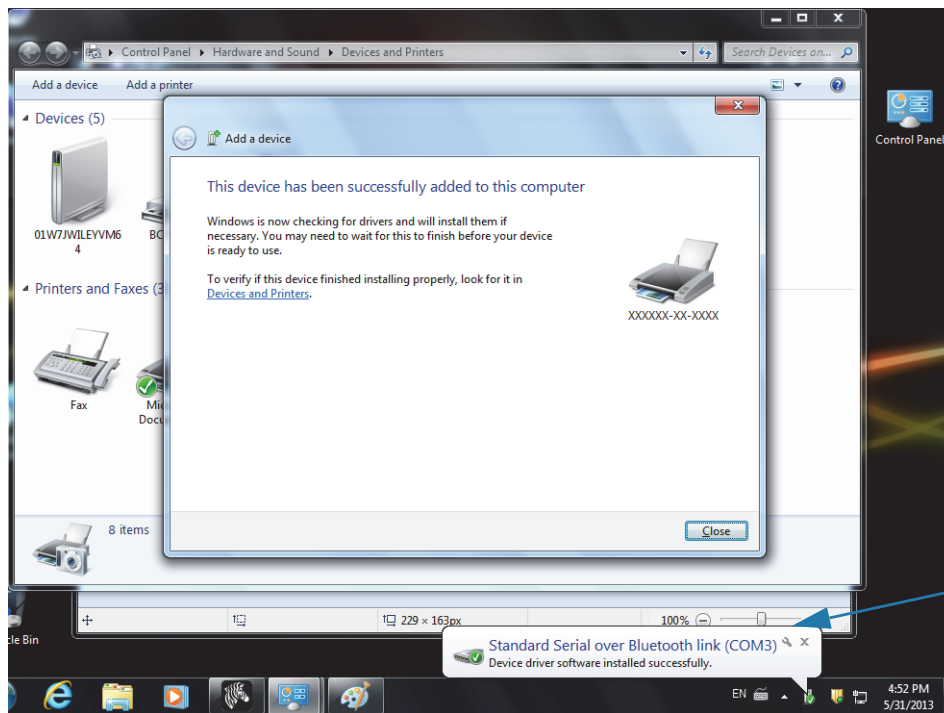 Control Panel Hardware and Sound Devices and Printers
Search Devices an...
Add a device Add a printer
Devices (5)
Control Panel
Add a device
This device has been successfully added to this computer
Windows is now checking for drivers and will install them if
necessary. You may need to wait for this to finish before your device
is ready to use.
To verify if this device finished installing properly, look for it in
Devices and Printers.
XXXXXX-XX-XXXX
01W7JWILEYVM6
4
BC
Printers and Faxes (3
Fax
Mic
Docu
8 items
Close
229 × 163px
100%
cle Bin
Standard Serial over Bluetooth link (COM3)
Device driver software installed successfully.
EN
4:52 PM
5/31/2013